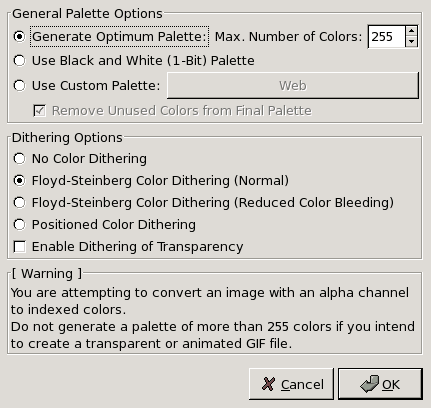 General Palette Options
Generate Optimum Palette: Max. Number of Colors: 255
Use Black and White (1-Bit) Palette
Use Custom Palette: Web
Remove Unused Colors from Final Palette
Dithering Options
No Color Dithering
Floyd-Steinberg Color Dithering (Normal)
Floyd-Steinberg Color Dithering (Reduced Color Bleeding)
Positioned Color Dithering
Enable Dithering of Transparency
[ Warning ]
You are attempting to convert an image with an alpha channel
to indexed colors.
Do not generate a palette of more than 255 colors if you intend
to create a transparent or animated GIF file.
Cancel OK